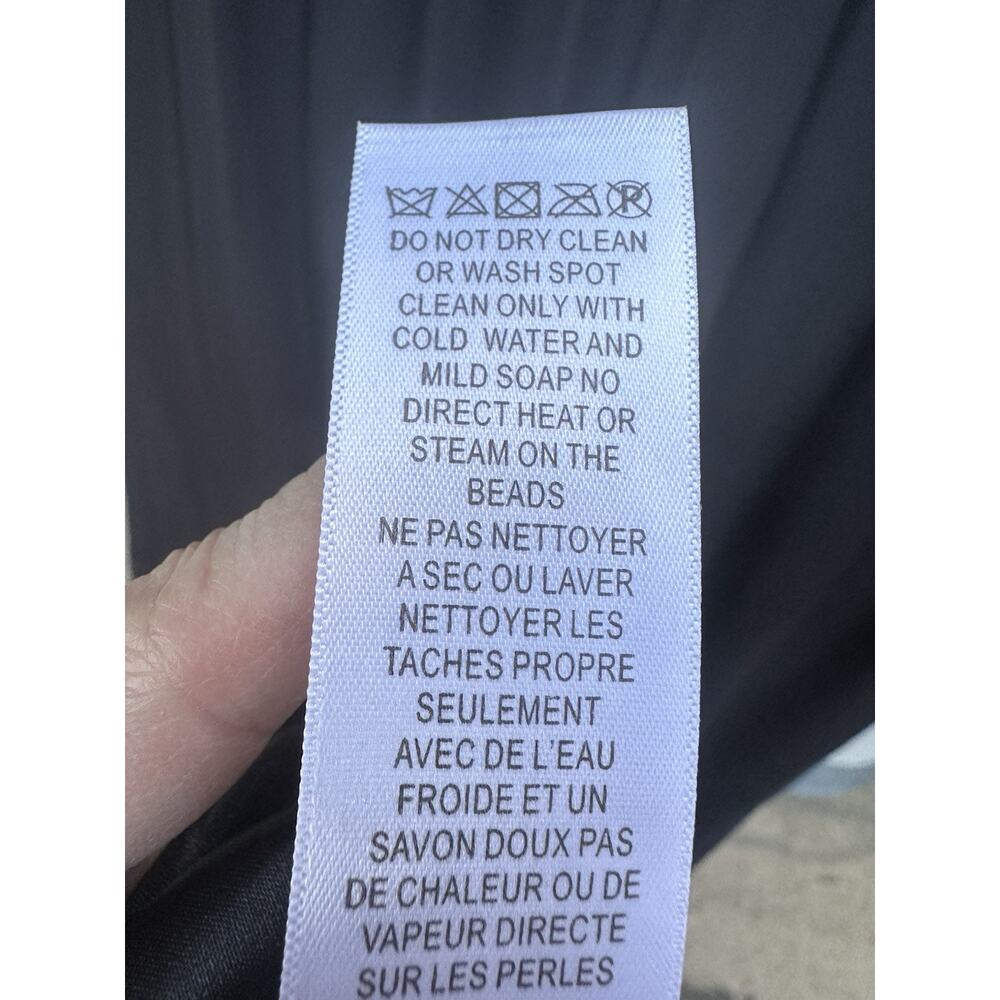 DO NOT DRY CLEAN
OR WASH SPOT
CLEAN ONLY WITH
COLD WATER AND
MILD SOAP NO
DIRECT HEAT OR
STEAM ON THE
BEADS
NE PAS NETTOYER
A SEC OU LAVER
NETTOYER LES
TACHES PROPRE
SEULEMENT
AVEC DE L'EAU
FROIDE ET UN
SAVON DOUX PAS
DE CHALEUR OU DE
VAPEUR DIRECTE
SUR LES PERLES